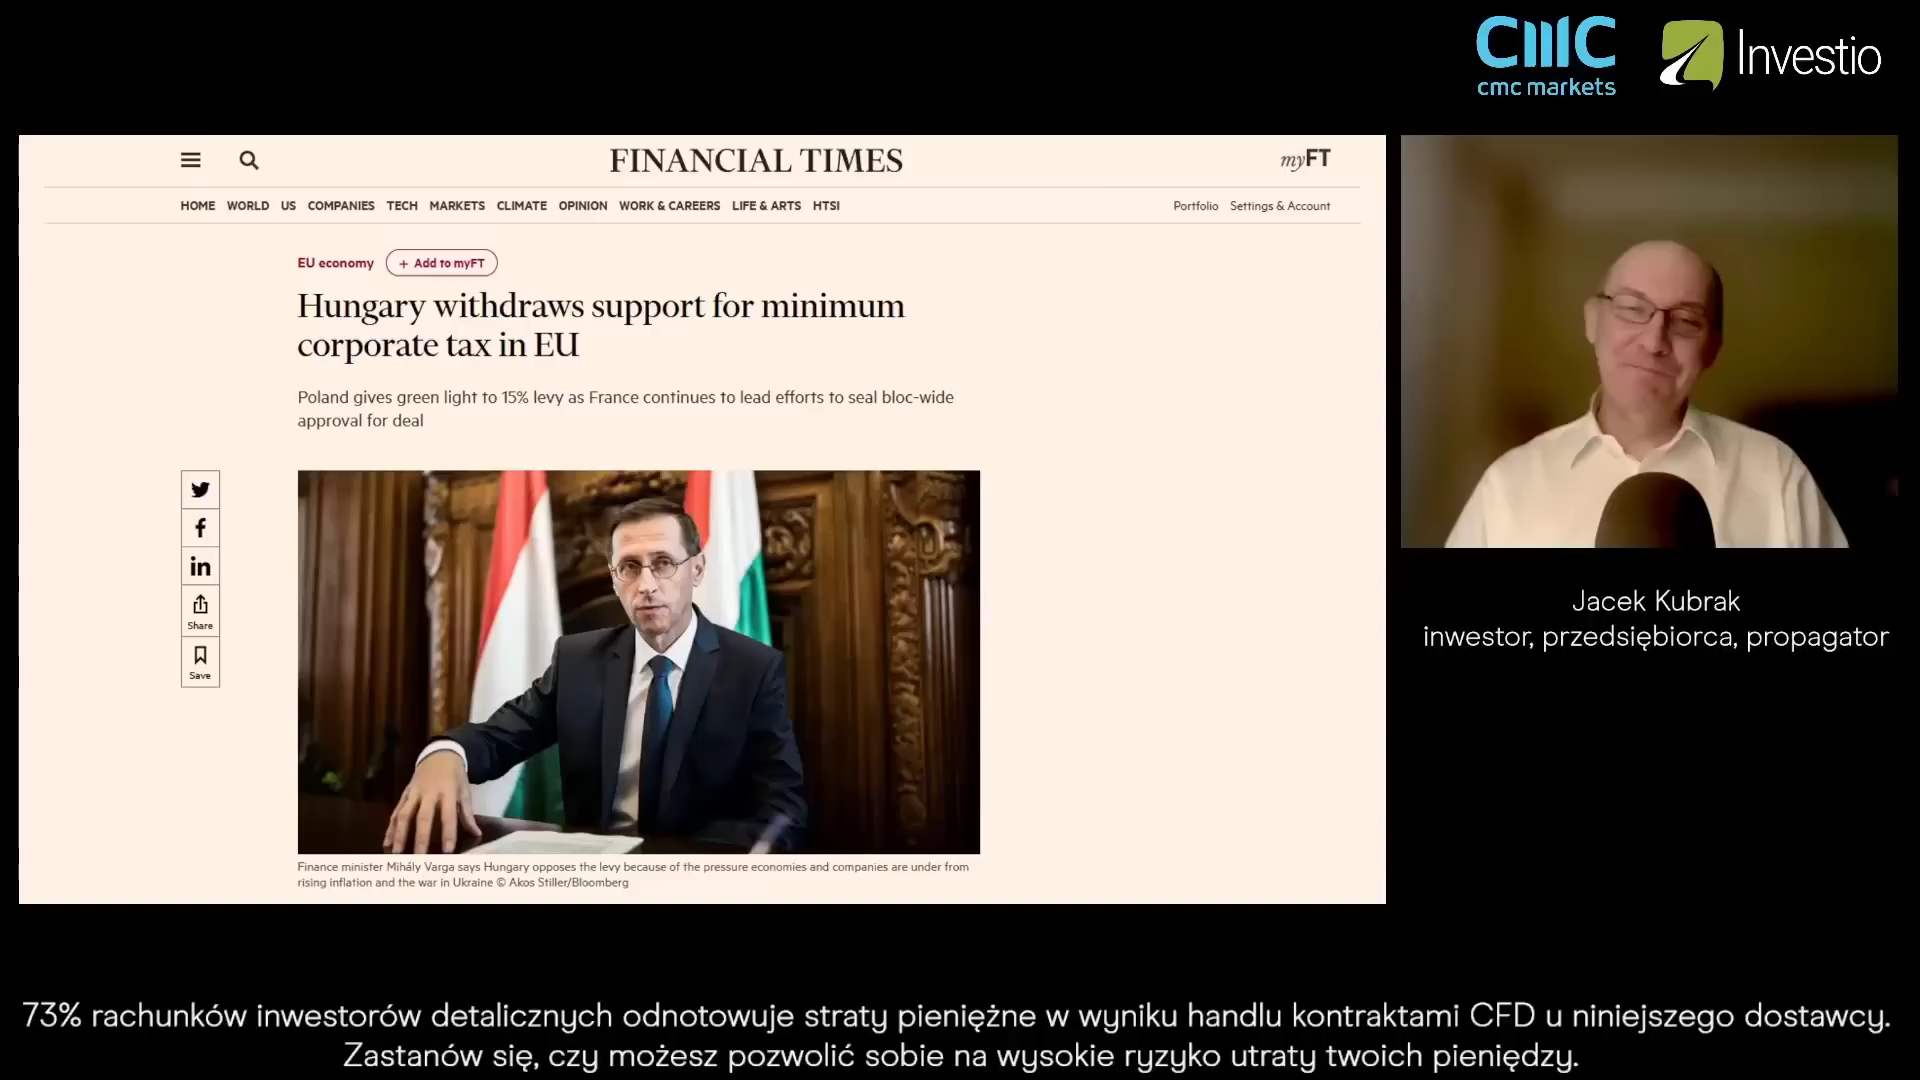 cmc
cmc markets
Investio
FINANCIAL TIMES
myFT
HOME WORLD US COMPANIES TECH MARKETS CLIMATE OPINION WORK & CAREERS LIFE & ARTS HTSI
Portfolio Settings & Account
EU economy + Add to myFT
Hungary withdraws support for minimum
corporate tax in EU
Poland gives green light to 15% levy as France continues to lead efforts to seal bloc-wide
approval for deal
Share
Save
Finance minister Mihály Varga says Hungary opposes the levy because of the pressure economies and companies are under from
rising inflation and the war in Ukraine © Akos Stiller/Bloomberg
Jacek Kubrak
inwestor, przedsiębiorca, propagator
73% rachunków inwestorów detalicznych odnotowuje straty pieniężne w wyniku handlu kontraktami CFD u niniejszego dostawcy.
Zastanów się, czy możesz pozwolić sobie na wysokie ryzyko utraty twoich pieniędzy.